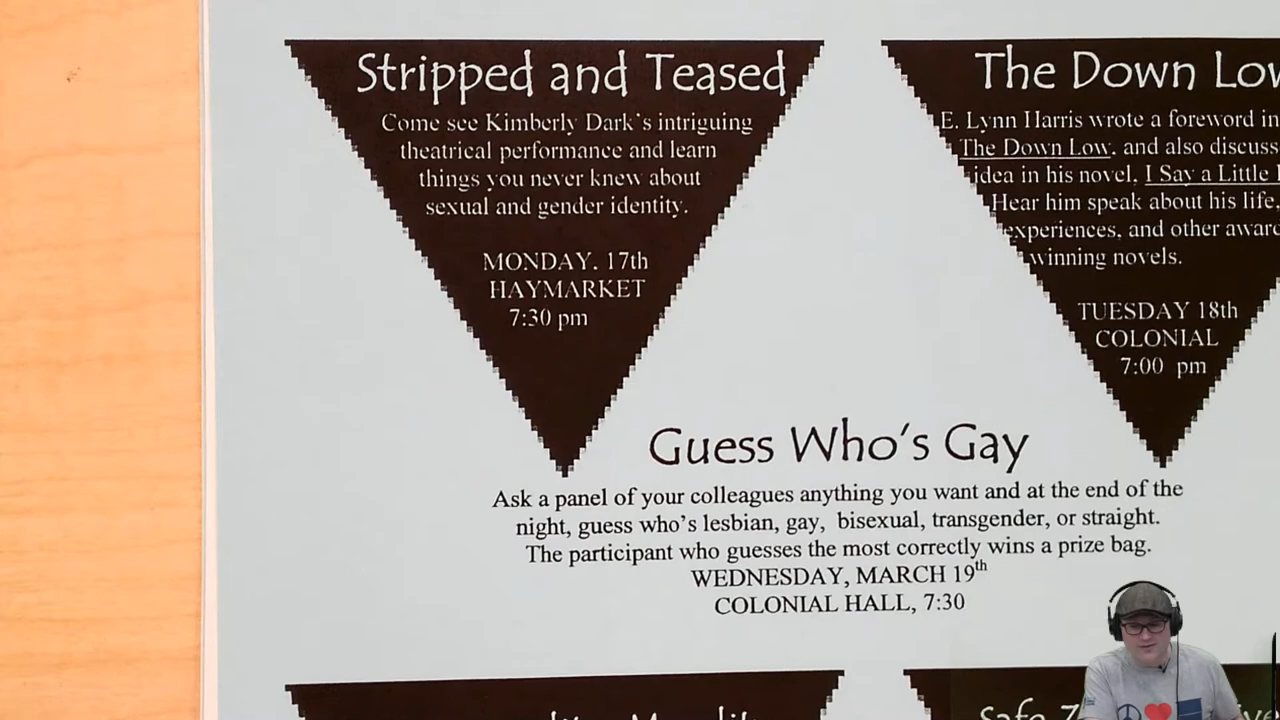 Stripped and Teased
Come see Kimberly Dark's intriguing
theatrical performance and learn
things you never knew about
sexual and gender identity.
MONDAY, 17th
HAYMARKET
7:30 pm
The Down Low
E. Lynn Harris wrote a foreword in
The Down Low, and also discuss
idea in his novel, I Say a Little
Hear him speak about his life,
experiences, and other award
winning novels.
TUESDAY 18th
COLONIAL
7:00 pm
Guess Who's Gay
Ask a panel of your colleagues anything you want and at the end of the
night, guess who's lesbian, gay, bisexual, transgender, or straight.
The participant who guesses the most correctly wins a prize bag.
WEDNESDAY, MARCH 19th
COLONIAL HALL, 7:30
Safe